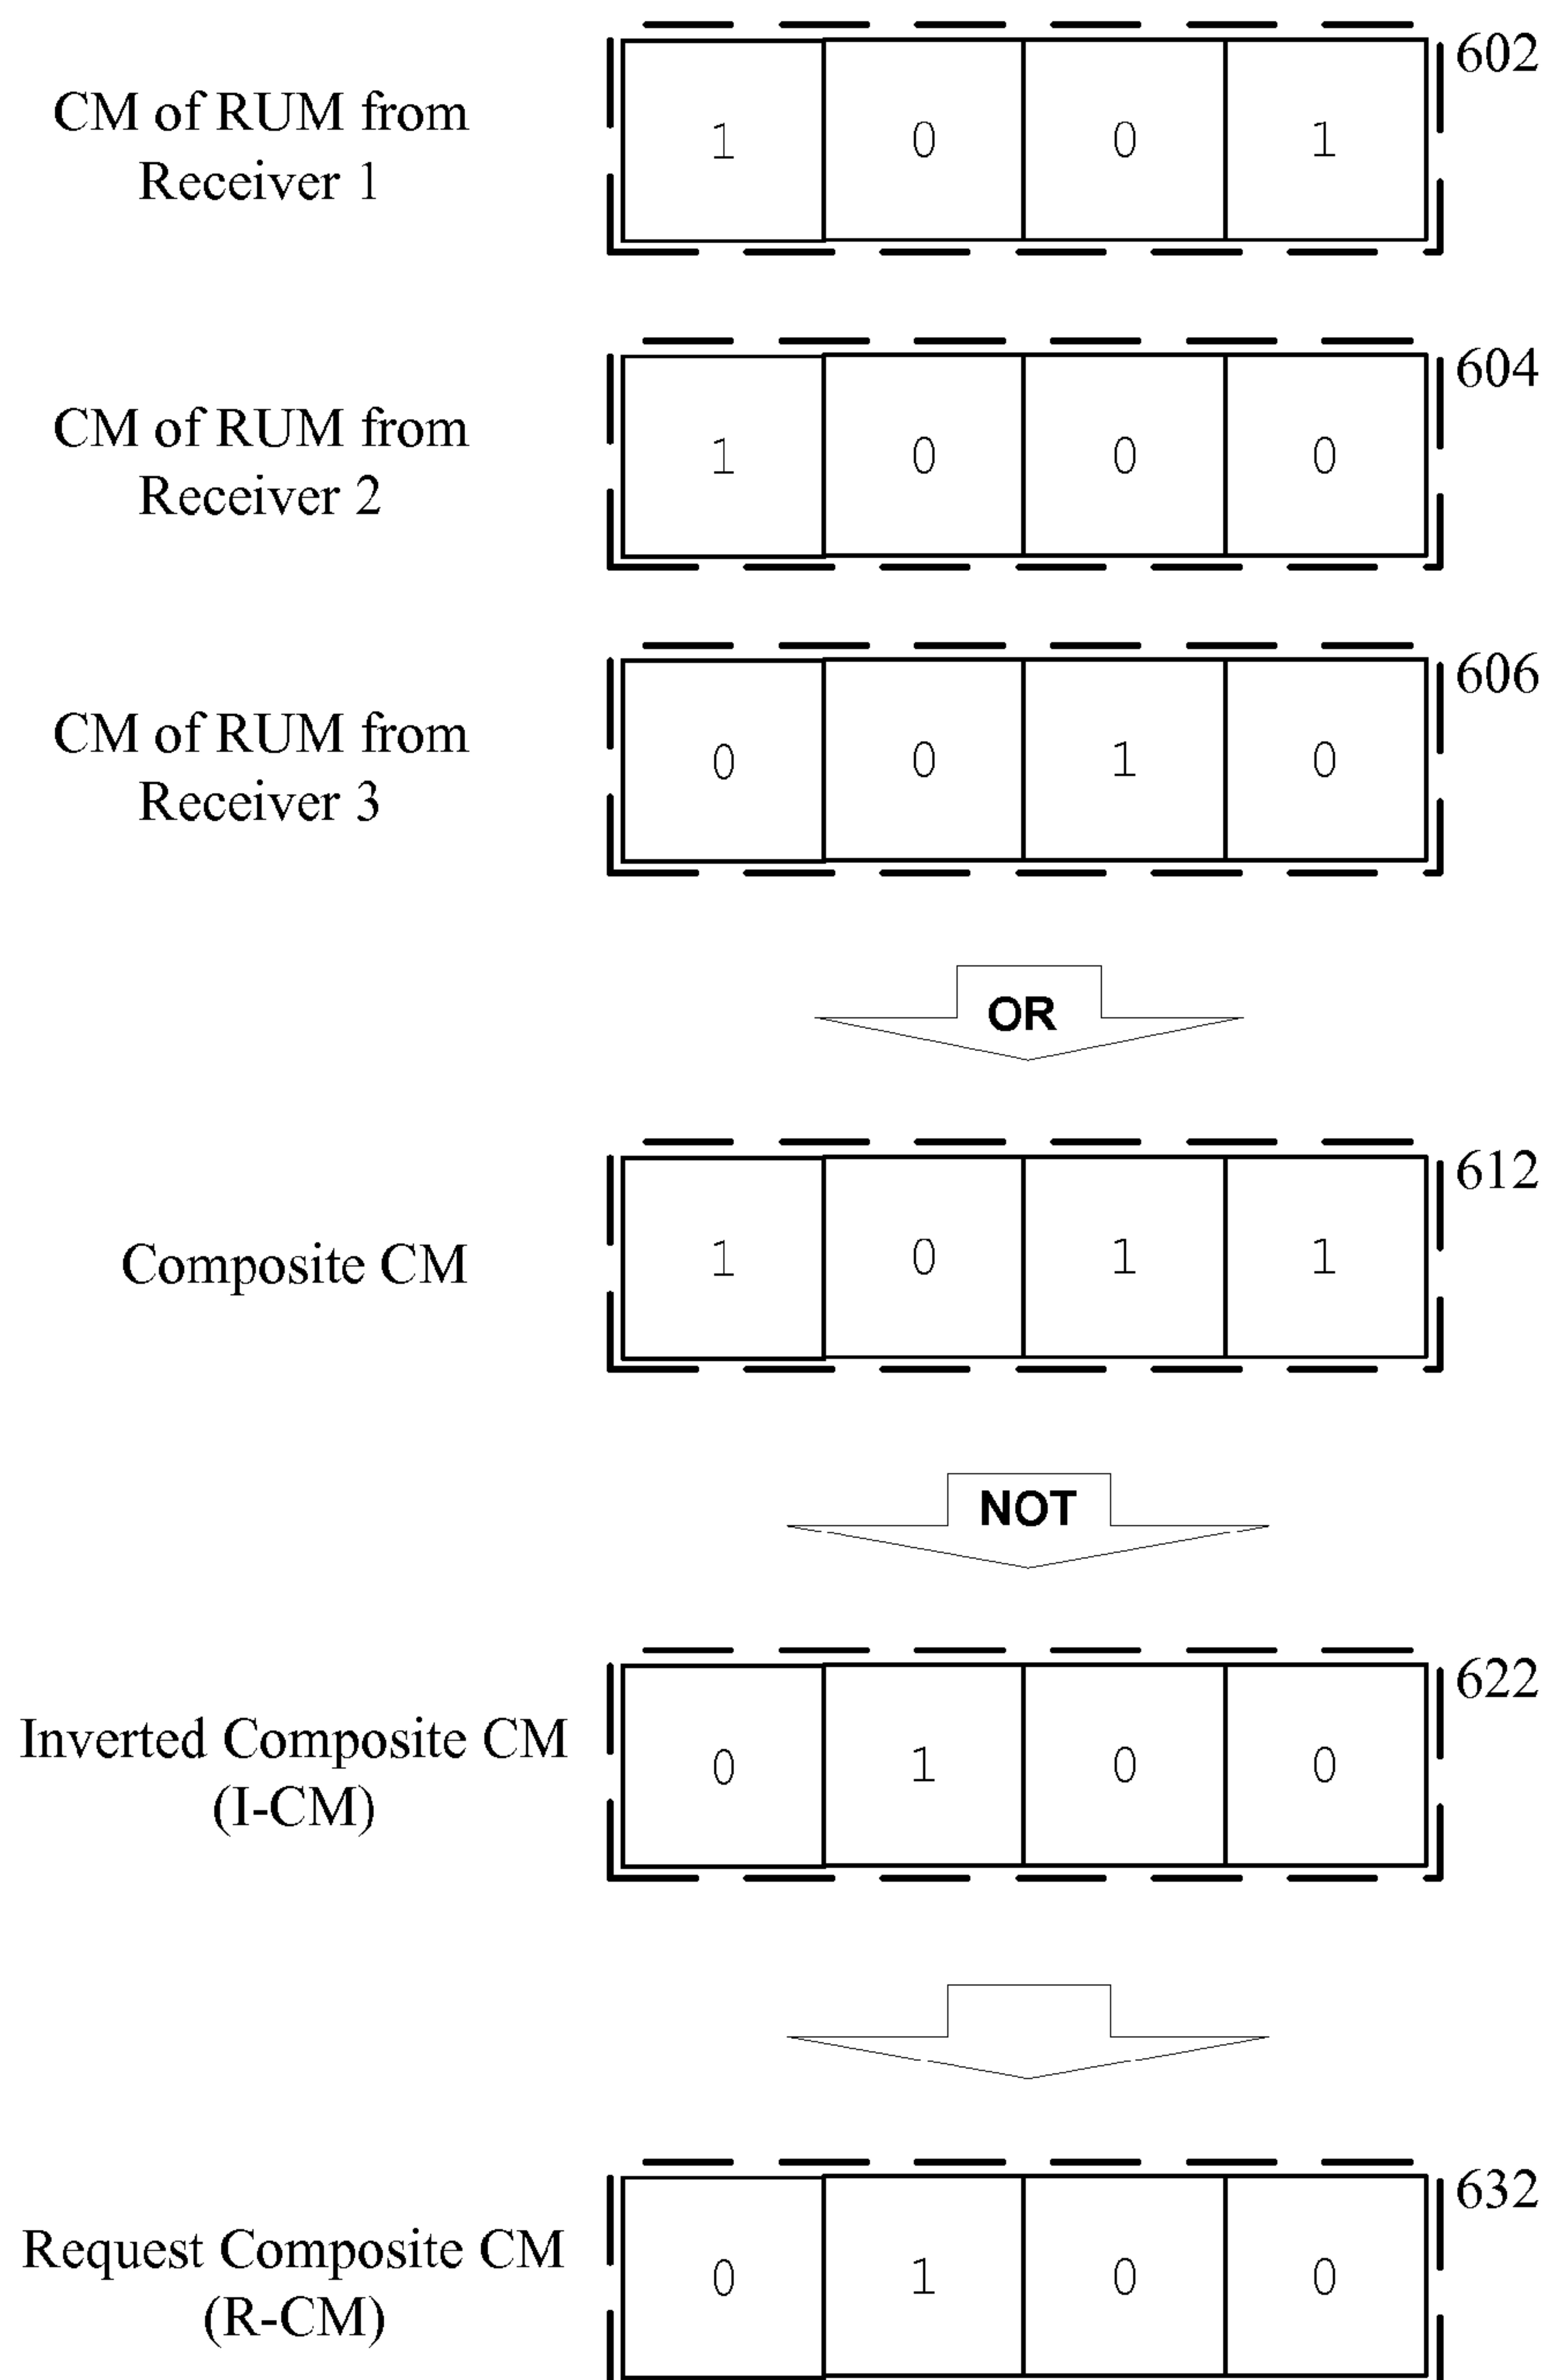 602
CM of RUM from
Receiver 1
1 0 0 1
604
CM of RUM from
Receiver 2
1 0 0 0
606
CM of RUM from
Receiver 3
0 0 1 0
OR
612
Composite CM
1 0 1 1
NOT
622
Inverted Composite CM
(I-CM)
0 1 0 0
632
Request Composite CM
(R-CM)
0 1 0 0